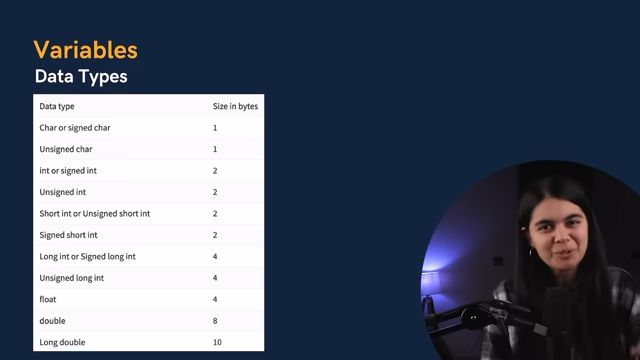 Variables
Data Types
Data type Size in bytes
Char or signed char 1
Unsigned char 1
int or signed int 2
Unsigned int 2
Short int or Unsigned short int 2
Signed short int 2
Long int or Signed long int 4
Unsigned long int 4
float 4
double 8
Long double 10